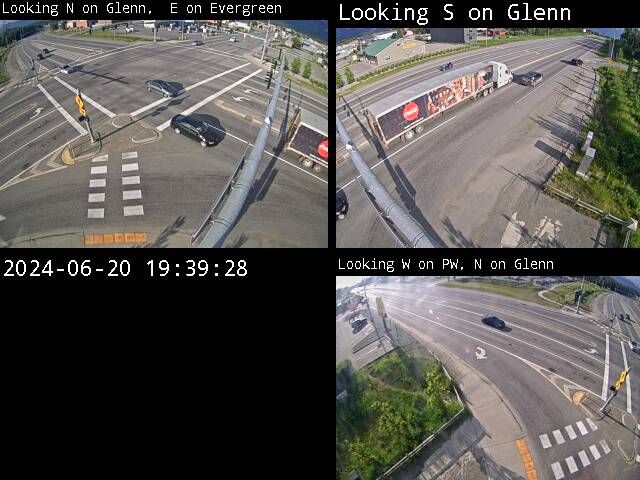 Looking N on Glenn,  E on Evergreen
Looking S on Glenn
2024-06-20 19:39:28
Looking W on PW, N on Glenn